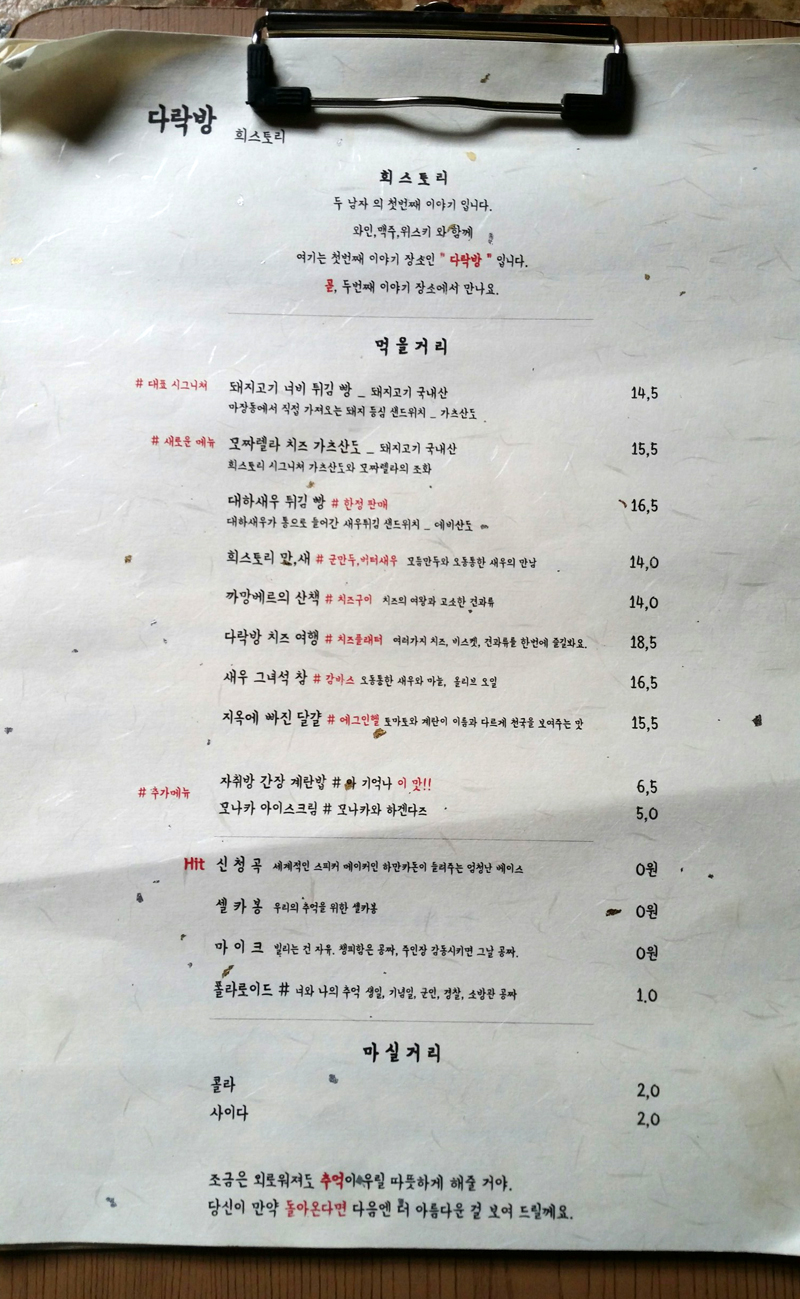 다락방 희스토리
희스토리
두 남자 의 첫번째 이야기 입니다.
와인,맥주,위스키 와 함께
여기는 첫번째 이야기 장소인 "다락방" 입니다.
곧, 두번째 이야기 장소에서 만나요.
먹을거리
# 대표 시그니처 돼지고기 너비 튀김 빵 _ 돼지고기 국내산 14,5
마장동에서 직접 가져오는 돼지 등심 샌드위치 _ 가츠산도
# 새로운 메뉴 모짜렐라 치즈 가츠산도 _ 돼지고기 국내산 15,5
희스토리 시그니처 가츠산도와 모짜렐라의 조화
대하새우 튀김 빵 # 한정 판매 16,5
대하새우가 통으로 들어간 새우튀김 샌드위치 _ 에비산도
희스토리 만,새 # 군만두,버터새우 모듬만두와 오동통한 새우의 만남 14,0
까망베르의 산책 # 치즈구이 치즈의 여왕과 고소한 견과류 14,0
다락방 치즈 여행 # 치즈플래터 여러가지 치즈, 비스켓, 견과류를 한번에 즐길봐요. 18,5
새우 그녀석 참 # 감바스 오동통한 새우와 마늘, 올리브 오일 16,5
지옥에 빠진 달걀 # 에그인헬 토마토와 계란이 이름과 다르게 천국을 보여주는 맛 15,5
자취방 간장 계란밥 # 아 기억나 이 맛!! 6,5
# 추가메뉴
모나카 아이스크림 # 모나카와 하겐다즈 5,0
Hit 신청곡 세계적인 스피커 메이커인 하만카돈이 들려주는 엄청난 베이스 0원
셀카봉 우리의 추억을 위한 셀카봉 0원
마이크 빌리는 건 자유. 챙피함은 공짜, 주인장 감동시키면 그날 공짜. 0원
폴라로이드 # 너와 나의 추억 생일, 기념일, 군인, 경찰, 소방관 공짜 1.0
마실거리
콜라 2,0
사이다 2,0
조금은 외로워져도 추억이 우릴 따뜻하게 해줄 거야.
당신이 만약 돌아온다면 다음엔 더 아름다운 걸 보여 드릴께요.